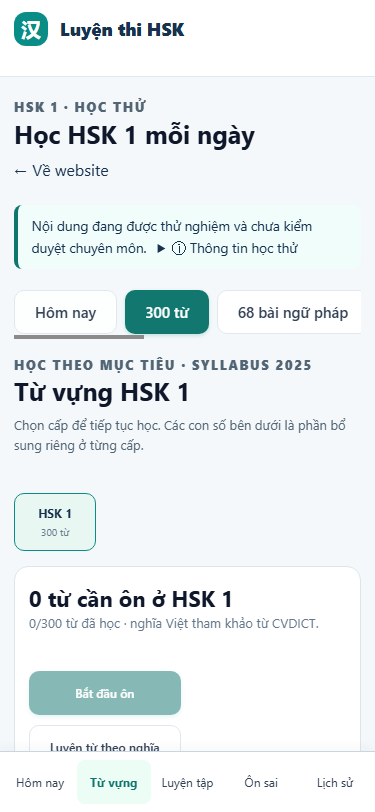 汉 Luyện thi HSK
HSK 1 · HỌC THỬ
Học HSK 1 mỗi ngày
← Về website
Nội dung đang được thử nghiệm và chưa kiểm
duyệt chuyên môn. ▶ ⓘ Thông tin học thử
Hôm nay 300 từ 68 bài ngữ pháp
HỌC THEO MỤC TIÊU · SYLLABUS 2025
Từ vựng HSK 1
Chọn cấp để tiếp tục học. Các con số bên dưới là phần bổ
sung riêng ở từng cấp.
HSK 1
300 từ
0 từ cần ôn ở HSK 1
0/300 từ đã học · nghĩa Việt tham khảo từ CVDICT.
Bắt đầu ôn
Luyện từ theo nghĩa
Hôm nay Từ vựng Luyện tập Ôn sai Lịch sử